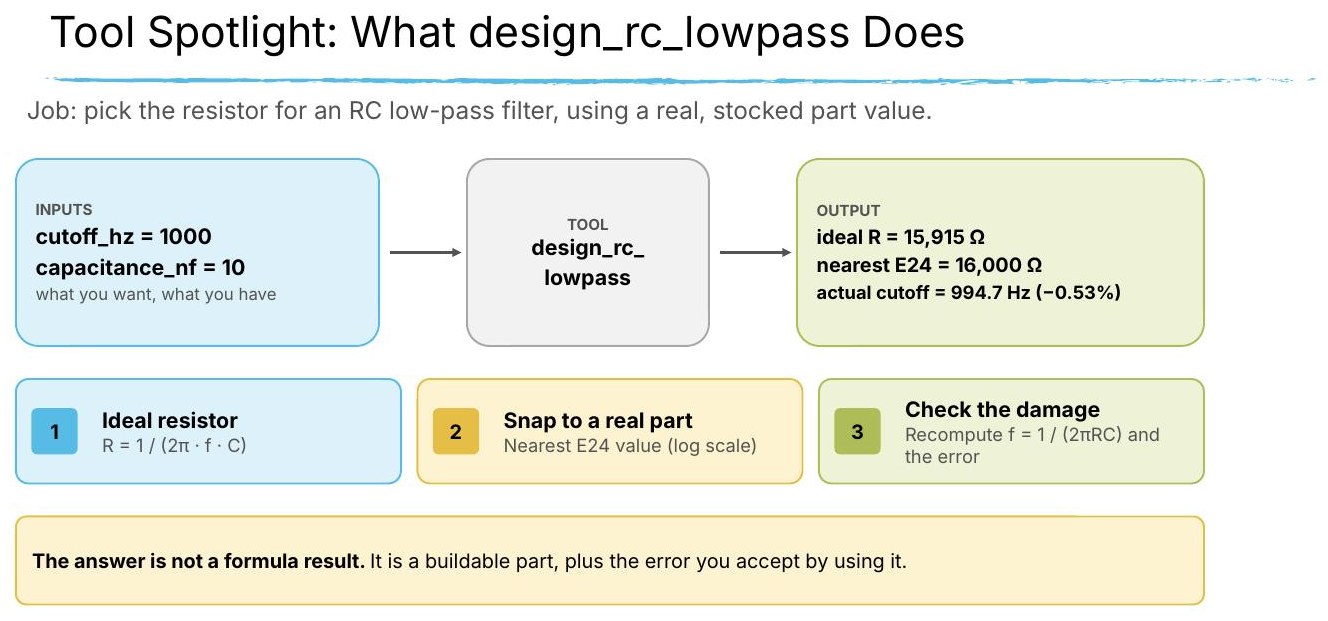 Tool Spotlight: What design_rc_lowpass Does
Job: pick the resistor for an RC low-pass filter, using a real, stocked part value.
INPUTS
cutoff_hz = 1000
capacitance_nf = 10
what you want, what you have
TOOL
design_rc_
lowpass
OUTPUT
ideal R = 15,915 Ω
nearest E24 = 16,000 Ω
actual cutoff = 994.7 Hz (−0.53%)
1
Ideal resistor
R = 1 / (2π · f · C)
2
Snap to a real part
Nearest E24 value (log scale)
3
Check the damage
Recompute f = 1 / (2πRC) and
the error
The answer is not a formula result. It is a buildable part, plus the error you accept by using it.